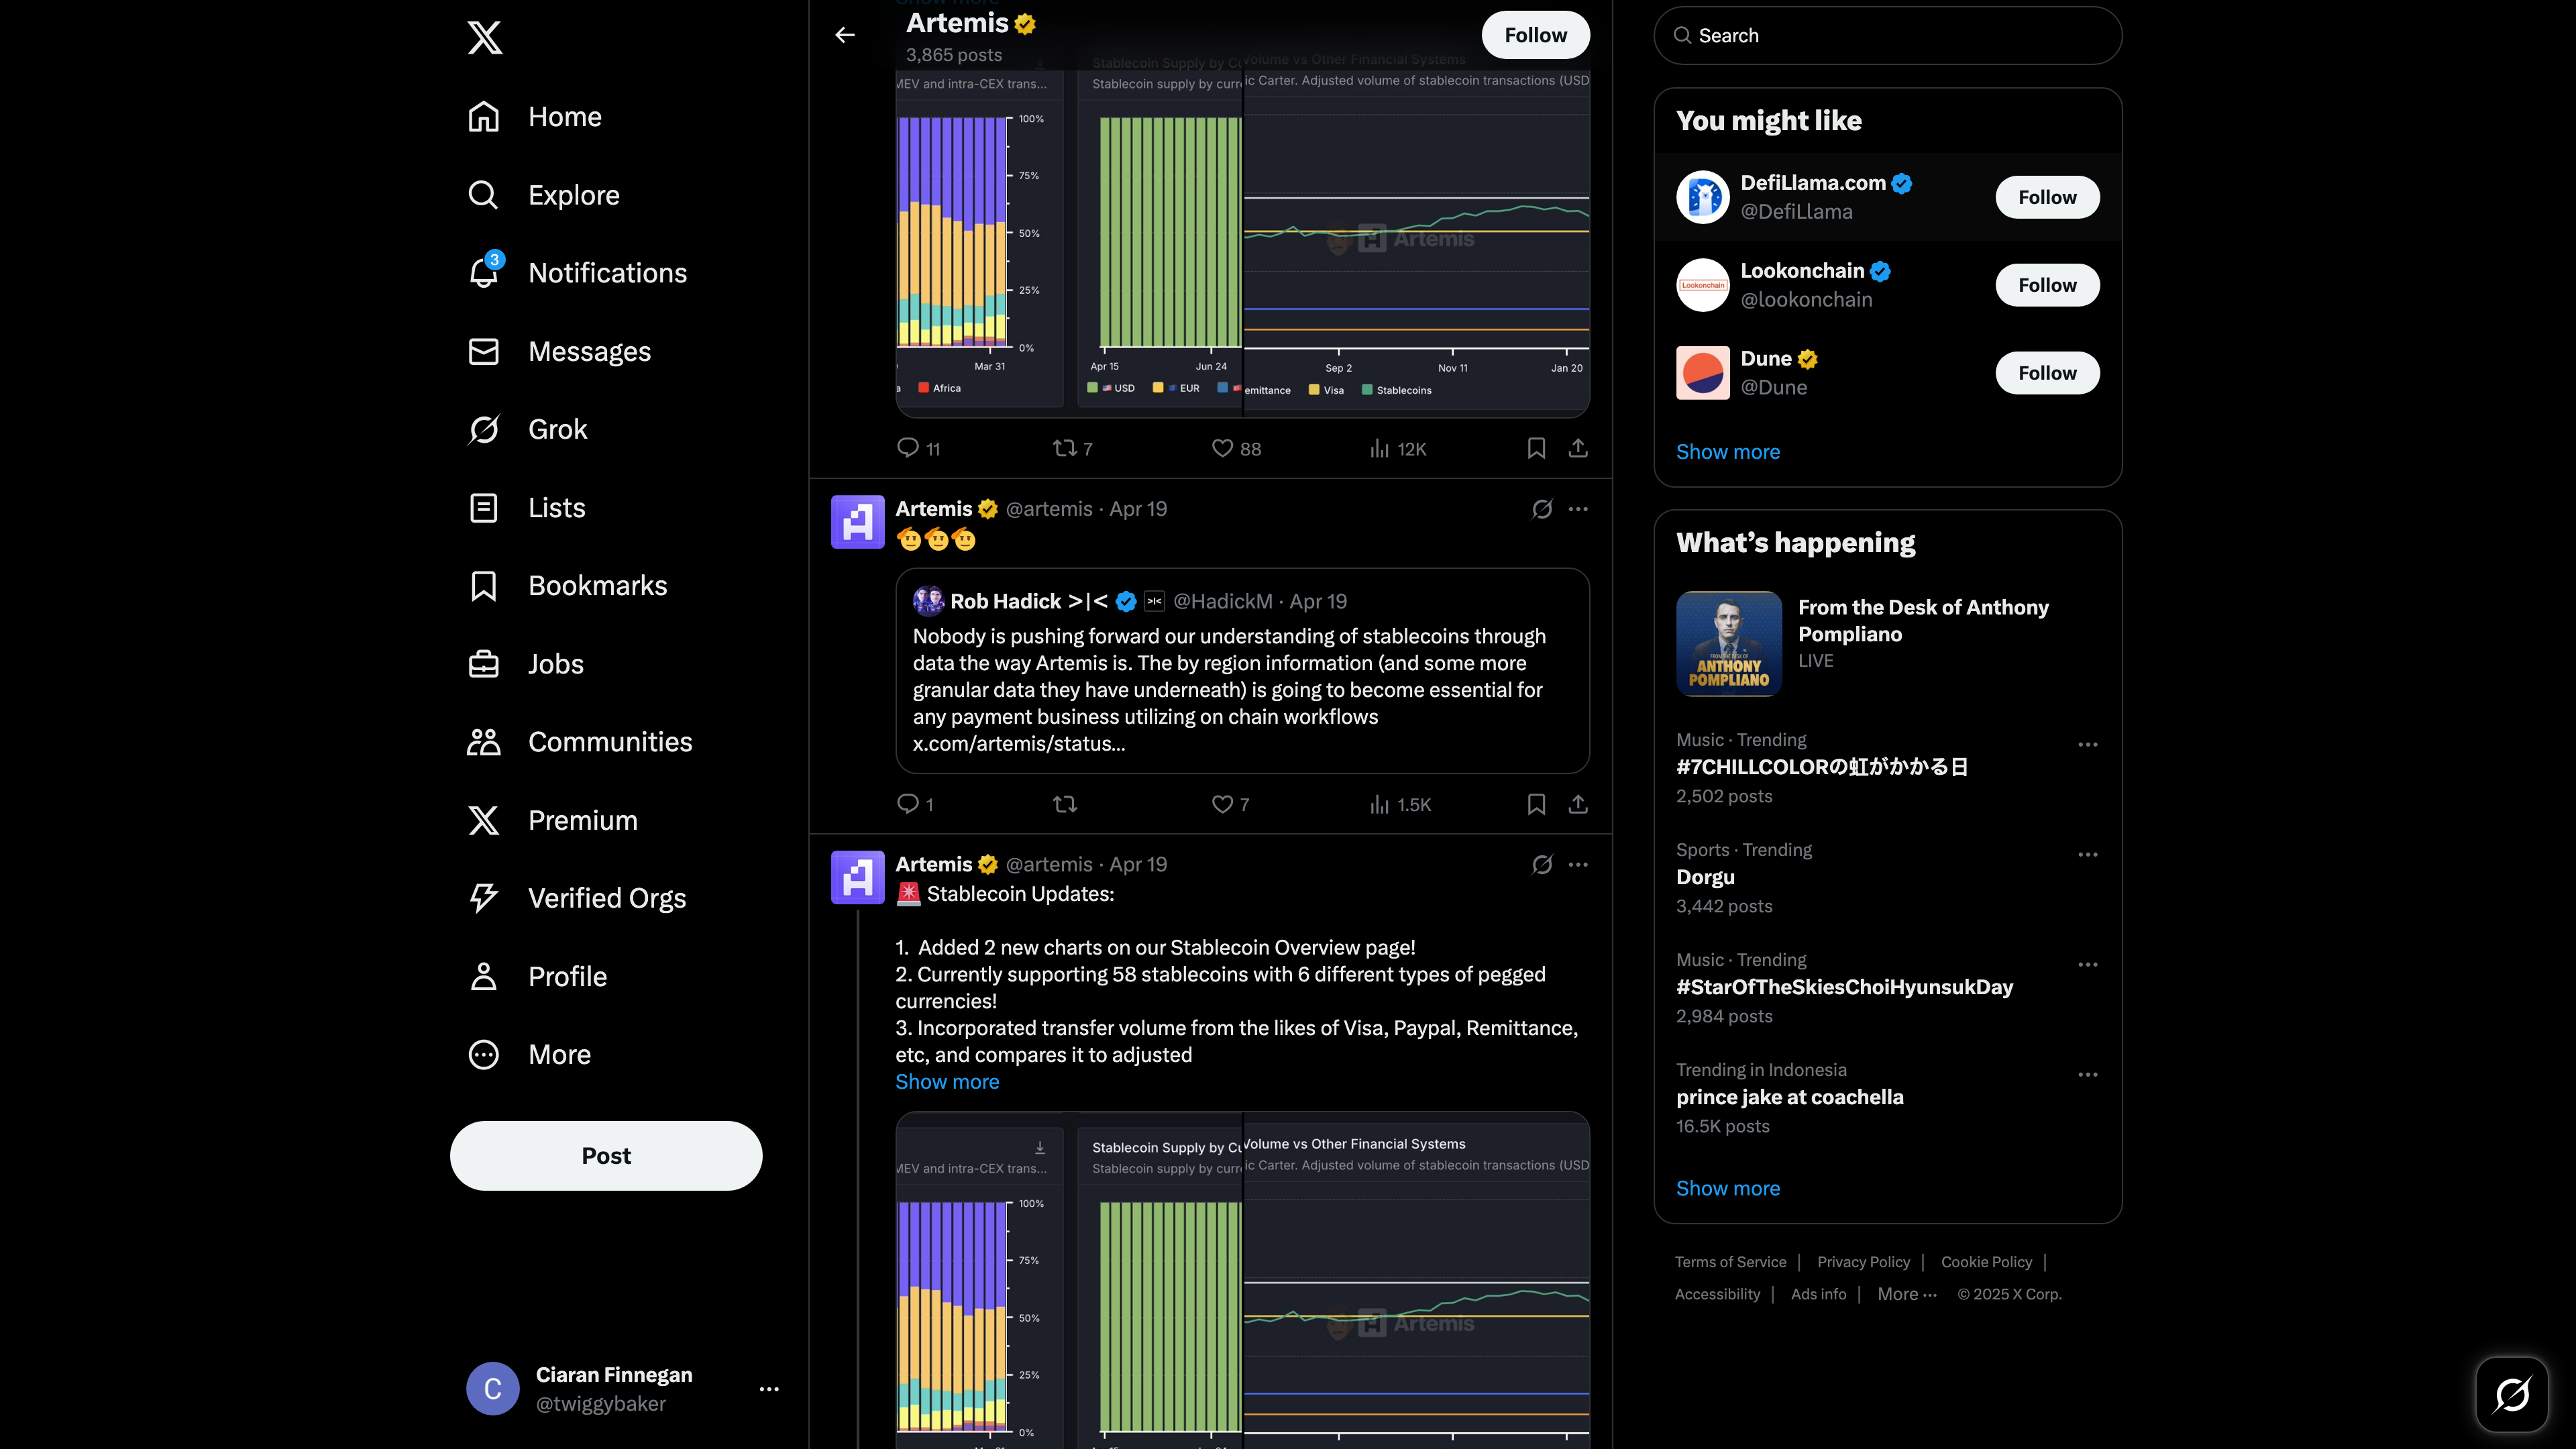 Home
Explore
3
Notifications
Messages
Grok
Lists
Bookmarks
Jobs
Communities
Premium
Verified Orgs
Profile
More
Post
C
Ciaran Finnegan
@twiggybaker
Show more
Artemis
3,865 posts
Follow
Stablecoin Supply by Cu
Volume vs Other Financial Systems
MEV and intra-CEX trans...
Stablecoin supply by curre
ic Carter. Adjusted volume of stablecoin transactions (USD
100%
75%
50%
25%
0%
Mar 31
a Africa
Apr 15 Jun 24
USD EUR
Artemis
Sep 2 Nov 11 Jan 20
emittance Visa Stablecoins
11 7 88 12K
Artemis @artemis · Apr 19
Rob Hadick >|< >|< @HadickM · Apr 19
Nobody is pushing forward our understanding of stablecoins through
data the way Artemis is. The by region information (and some more
granular data they have underneath) is going to become essential for
any payment business utilizing on chain workflows
x.com/artemis/status...
1 7 1.5K
Artemis @artemis · Apr 19
Stablecoin Updates:
1. Added 2 new charts on our Stablecoin Overview page!
2. Currently supporting 58 stablecoins with 6 different types of pegged
currencies!
3. Incorporated transfer volume from the likes of Visa, Paypal, Remittance,
etc, and compares it to adjusted
Show more
Stablecoin Supply by Cu
Volume vs Other Financial Systems
MEV and intra-CEX trans...
Stablecoin supply by curre
ic Carter. Adjusted volume of stablecoin transactions (USD
100%
75%
50%
25%
0%
Artemis
Search
You might like
DefiLlama.com
@DefiLlama
Follow
Lookonchain
Lookonchain
@lookonchain
Follow
Dune
@Dune
Follow
Show more
What's happening
FROM THE DESK OF
ANTHONY
POMPLIANO
From the Desk of Anthony
Pompliano
LIVE
Music · Trending
#7CHILLCOLORの虹がかかる日
2,502 posts
Sports · Trending
Dorgu
3,442 posts
Music · Trending
#StarOfTheSkiesChoiHyunsukDay
2,984 posts
Trending in Indonesia
prince jake at coachella
16.5K posts
Show more
Terms of Service | Privacy Policy | Cookie Policy |
Accessibility | Ads info | More ··· © 2025 X Corp.